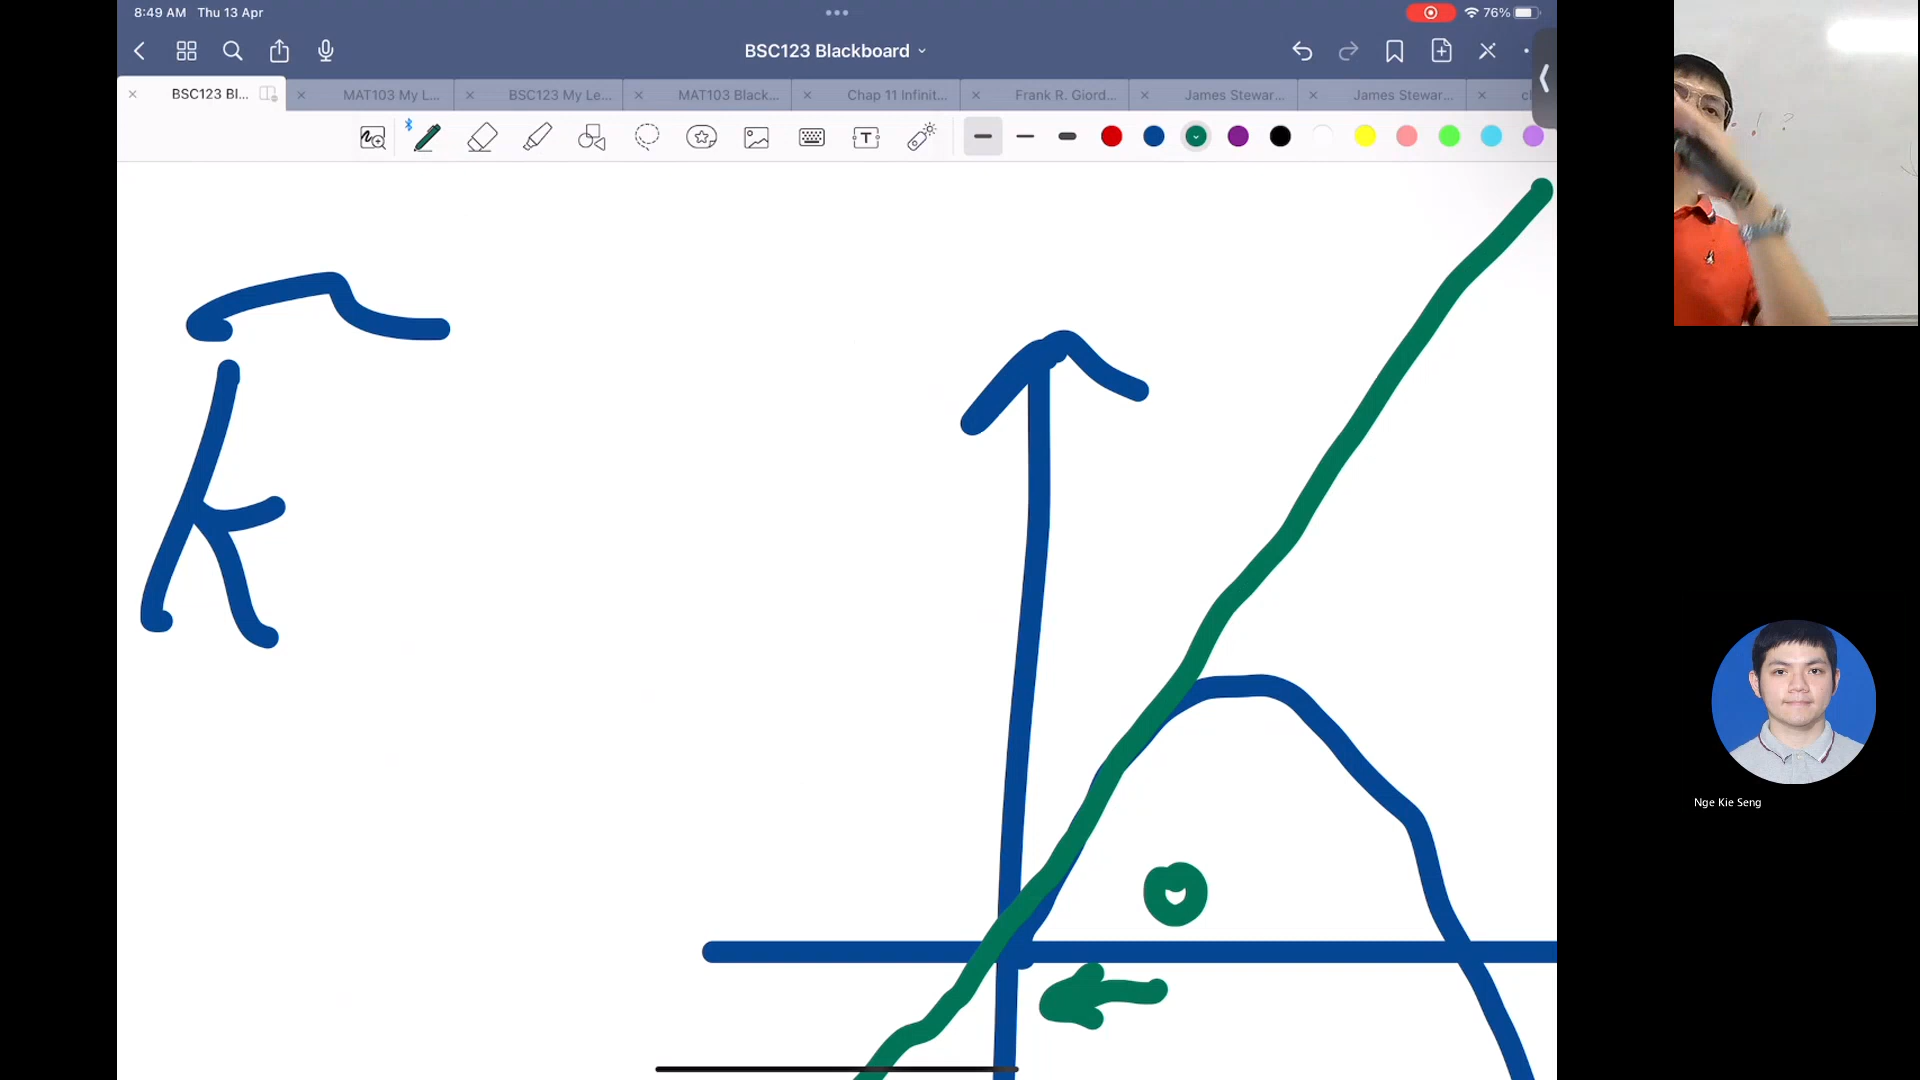 8:49 AM Thu 13 Apr
76%
BSC123 Blackboard
BSC123 Bl... MAT103 My L... BSC123 My Le... MAT103 Black... Chap 11 Infinit... Frank R. Giord... James Stewar... James Stewar...
T
k
0
Nge Kie Seng